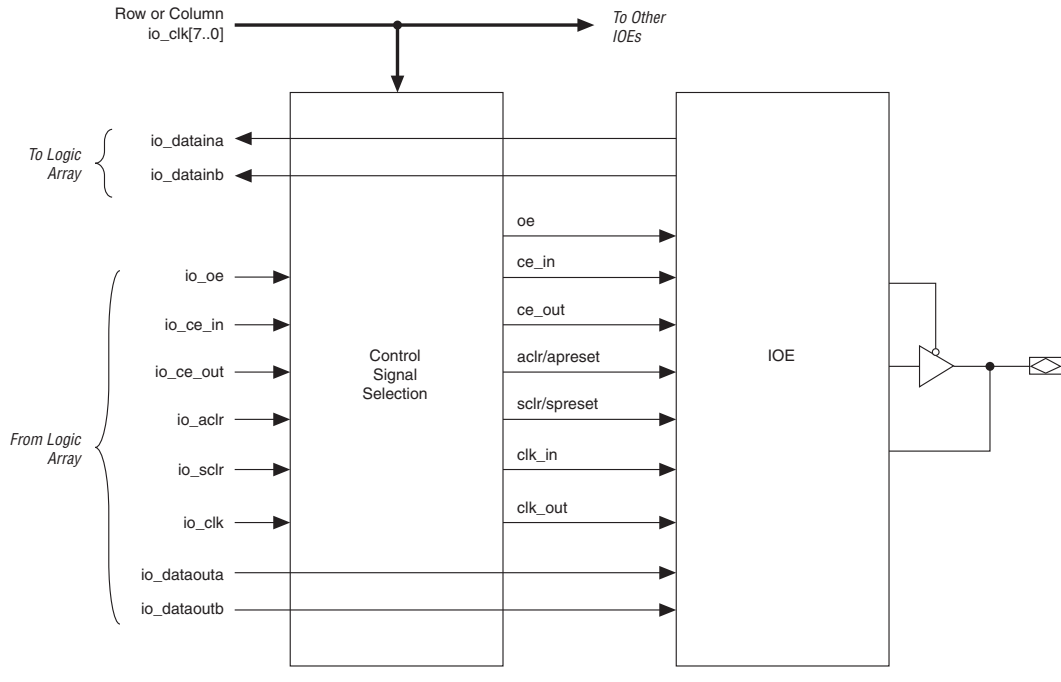 Row or Column
io_clk[7..0]
To Other
IOEs
To Logic
Array
io_dataina
io_datainb
oe
ce_in
ce_out
aclr/apreset
sclr/spreset
clk_in
clk_out
From Logic
Array
io_oe
io_ce_in
io_ce_out
io_aclr
io_sclr
io_clk
io_dataouta
io_dataoutb
Control
Signal
Selection
IOE